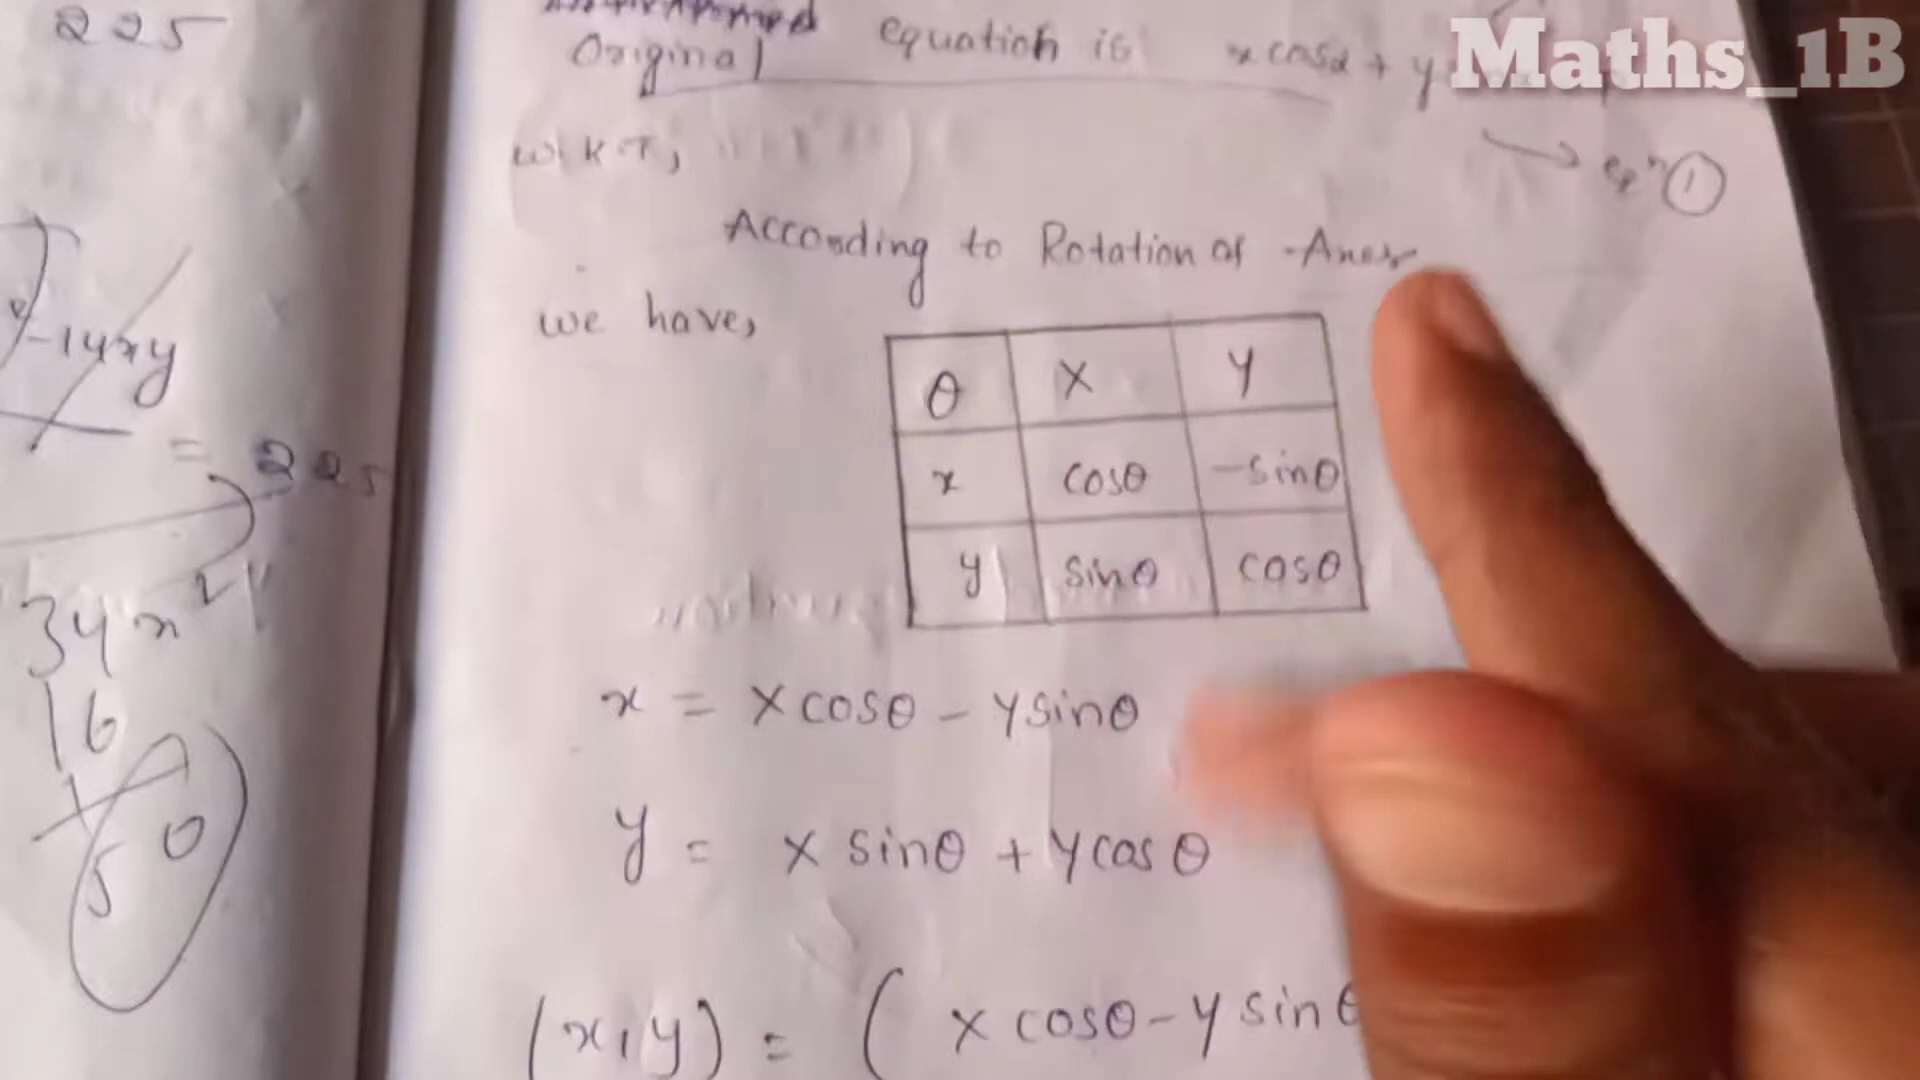 225
-14xy
= 225
34x²
16
50
Original equation is x cosα + y
W.K.T,
eqⁿ ①
According to Rotation of Axes
we have,
θ X Y
x cosθ -sinθ
y sinθ cosθ
x = X cosθ - Y sinθ
y = X sinθ + Y cosθ
(x, y) = ( X cosθ - Y sinθ
Maths_1B